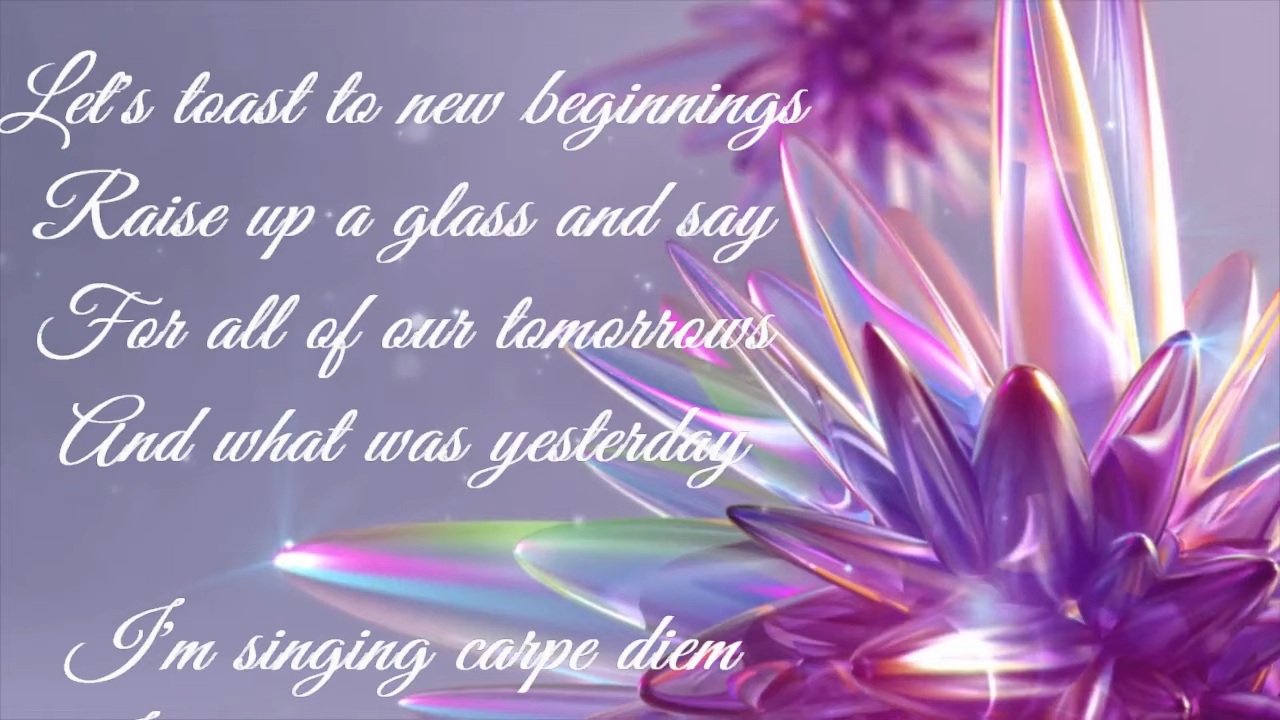 Let's toast to new beginnings
Raise up a glass and say
For all of our tomorrows
And what was yesterday
I'm singing carpe diem